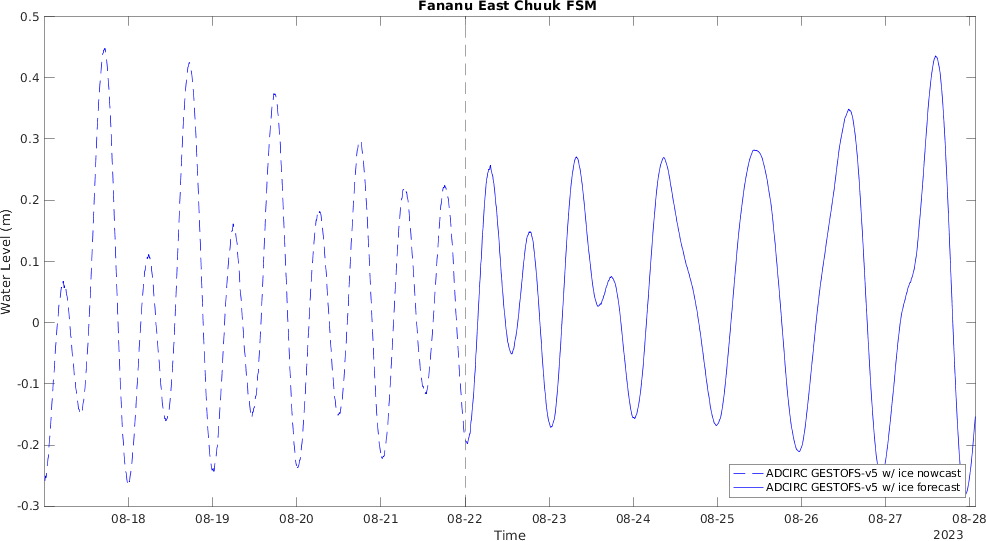 Fananu East Chuuk FSM
0.5
0.4
0.3
0.2
0.1
0
-0.1
-0.2
-0.3
Water Level (m)
ADCIRC GESTOFS-v5 w/ ice nowcast
ADCIRC GESTOFS-v5 w/ ice forecast
08-18 08-19 08-20 08-21 08-22 08-23 08-24 08-25 08-26 08-27 08-28
Time
2023